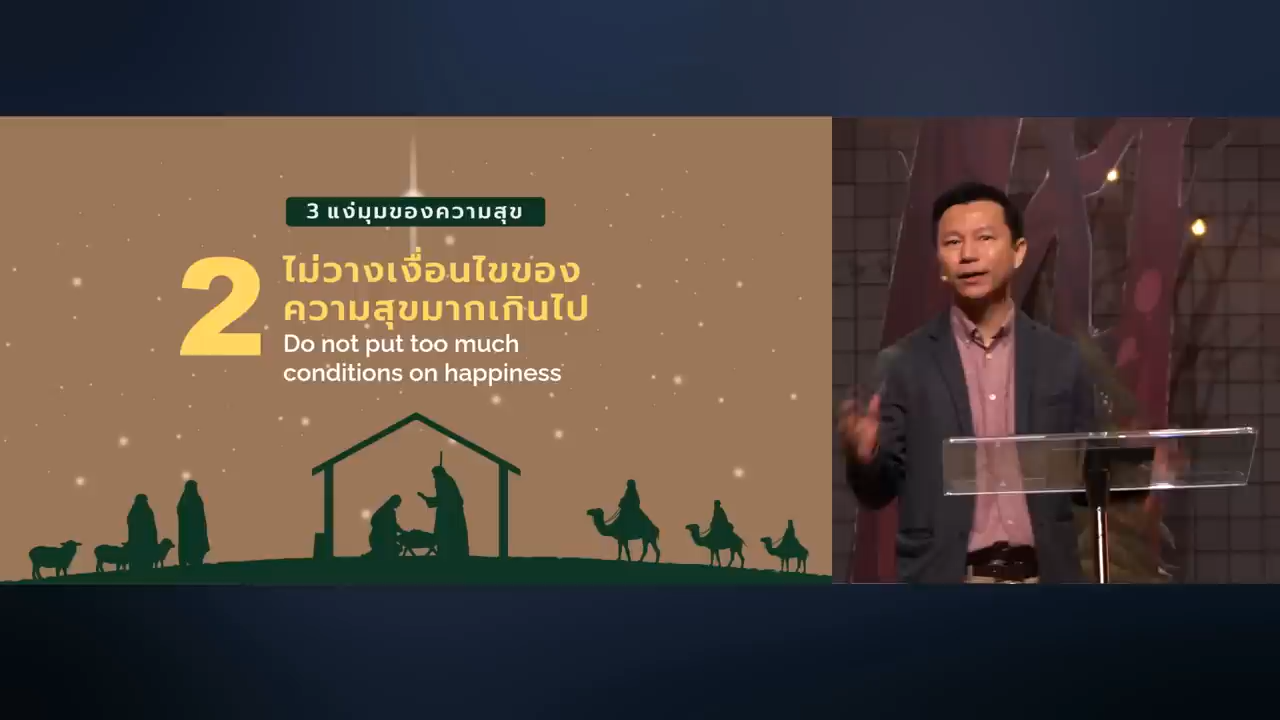 3 แง่มุมของความสุข
2
ไม่วางเงื่อนไขของ
ความสุขมากเกินไป
Do not put too much
conditions on happiness